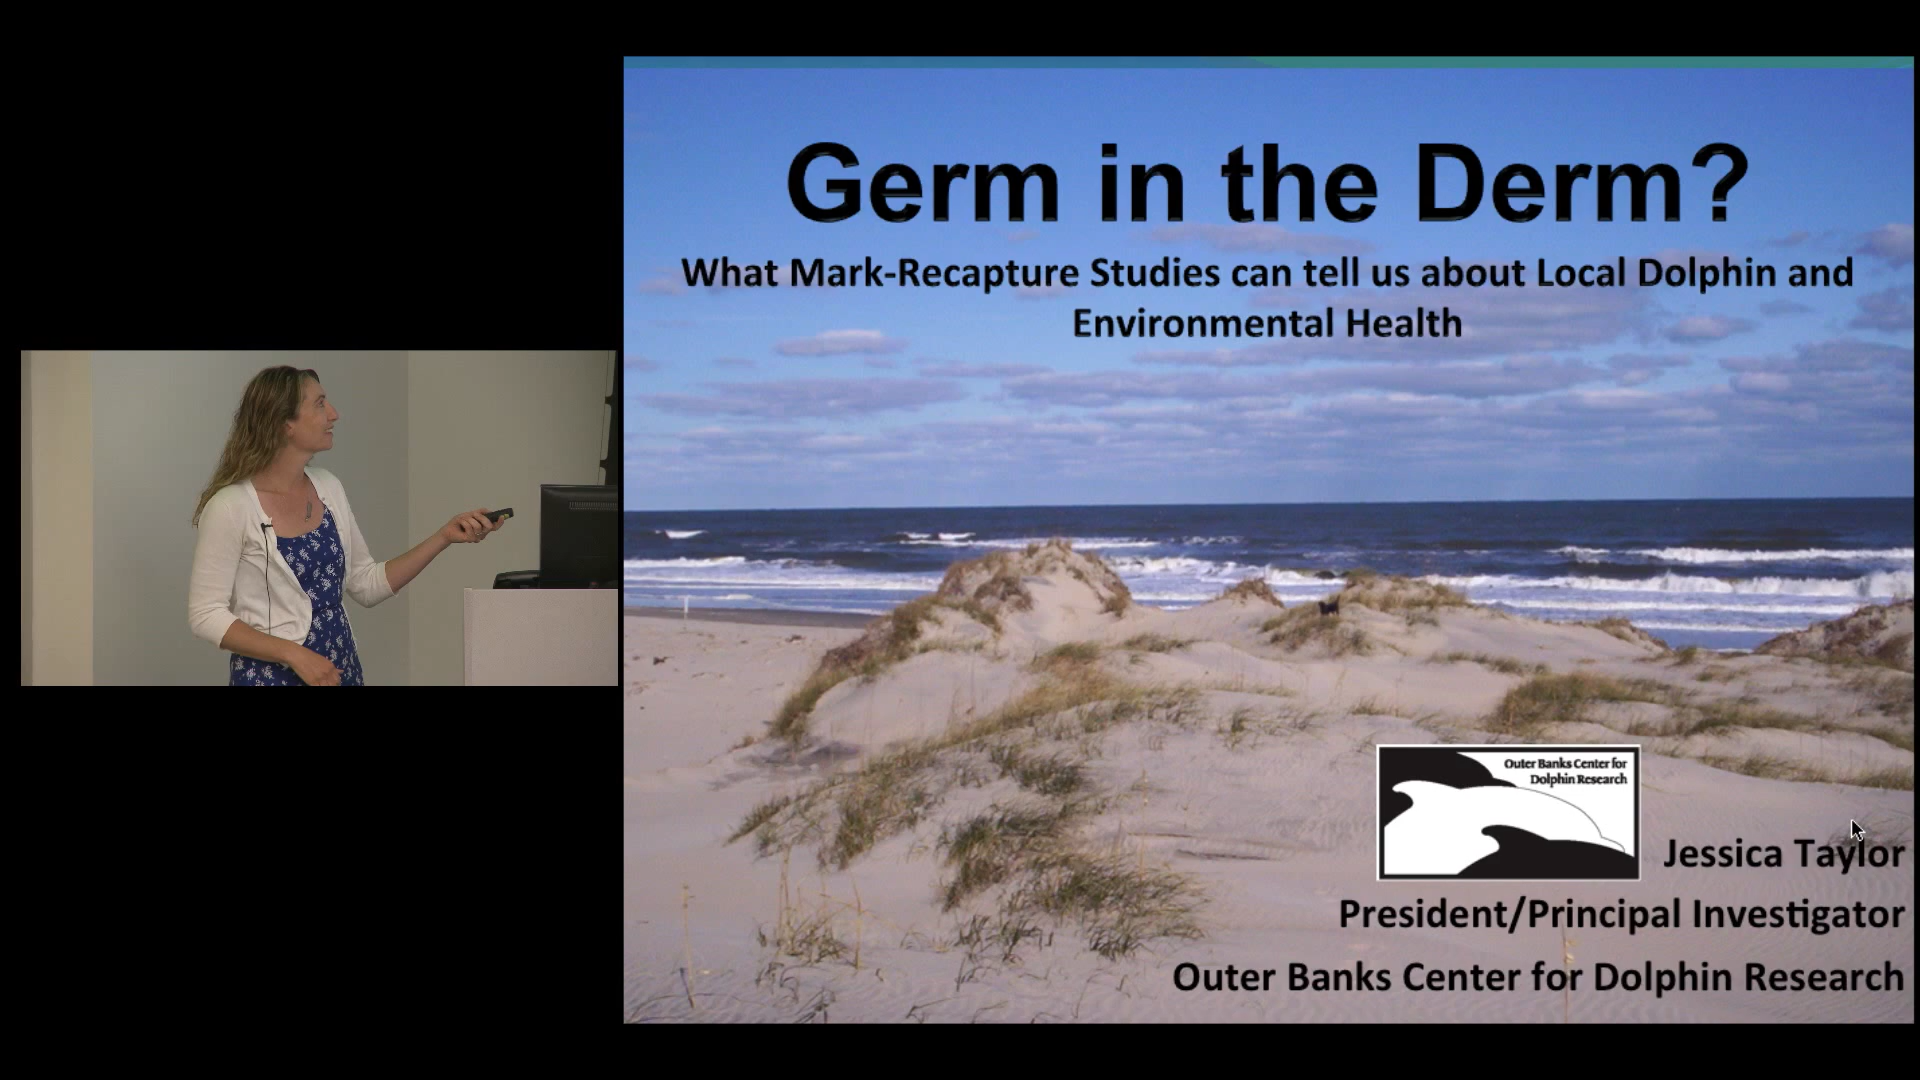 Germ in the Derm?
What Mark-Recapture Studies can tell us about Local Dolphin and
Environmental Health
Outer Banks Center for
Dolphin Research
Jessica Taylor
President/Principal Investigator
Outer Banks Center for Dolphin Research